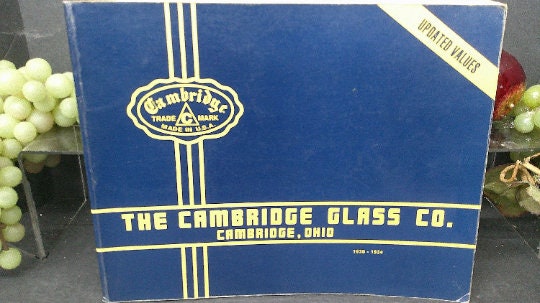 UPDATED VALUES
Cambridge
TRADE MARK
C
MADE IN U.S.A.
THE CAMBRIDGE GLASS CO.
CAMBRIDGE, OHIO